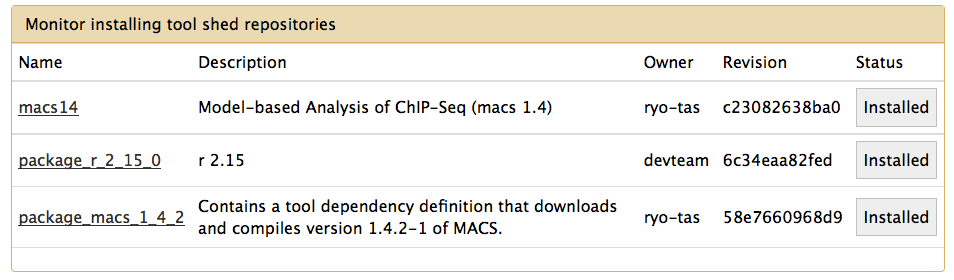 Monitor installing tool shed repositories
Name Description Owner Revision Status
macs14 Model-based Analysis of ChIP-Seq (macs 1.4) ryo-tas c23082638ba0 Installed
package_r_2_15_0 r 2.15 devteam 6c34eaa82fed Installed
package_macs_1_4_2 Contains a tool dependency definition that downloads
and compiles version 1.4.2-1 of MACS. ryo-tas 58e7660968d9 Installed